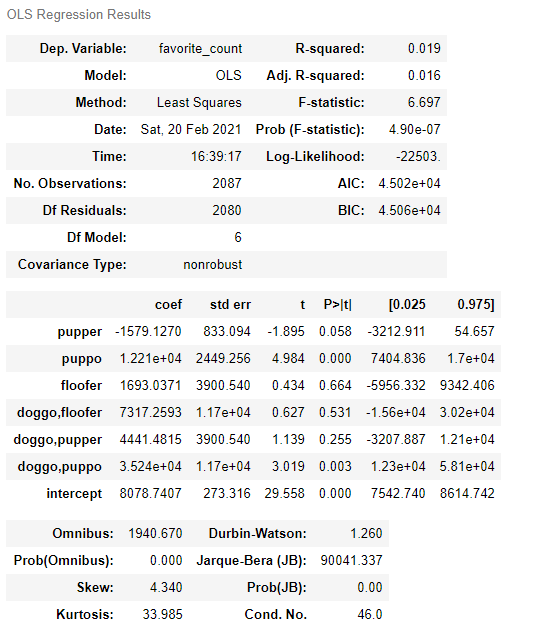 OLS Regression Results
Dep. Variable: favorite_count R-squared: 0.019
Model: OLS Adj. R-squared: 0.016
Method: Least Squares F-statistic: 6.697
Date: Sat, 20 Feb 2021 Prob (F-statistic): 4.90e-07
Time: 16:39:17 Log-Likelihood: -22503.
No. Observations: 2087 AIC: 4.502e+04
Df Residuals: 2080 BIC: 4.506e+04
Df Model: 6
Covariance Type: nonrobust
coef std err t P>|t| [0.025 0.975]
pupper -1579.1270 833.094 -1.895 0.058 -3212.911 54.657
puppo 1.221e+04 2449.256 4.984 0.000 7404.836 1.7e+04
floofer 1693.0371 3900.540 0.434 0.664 -5956.332 9342.406
doggo,floofer 7317.2593 1.17e+04 0.627 0.531 -1.56e+04 3.02e+04
doggo,pupper 4441.4815 3900.540 1.139 0.255 -3207.887 1.21e+04
doggo,puppo 3.524e+04 1.17e+04 3.019 0.003 1.23e+04 5.81e+04
intercept 8078.7407 273.316 29.558 0.000 7542.740 8614.742
Omnibus: 1940.670 Durbin-Watson: 1.260
Prob(Omnibus): 0.000 Jarque-Bera (JB): 90041.337
Skew: 4.340 Prob(JB): 0.00
Kurtosis: 33.985 Cond. No. 46.0